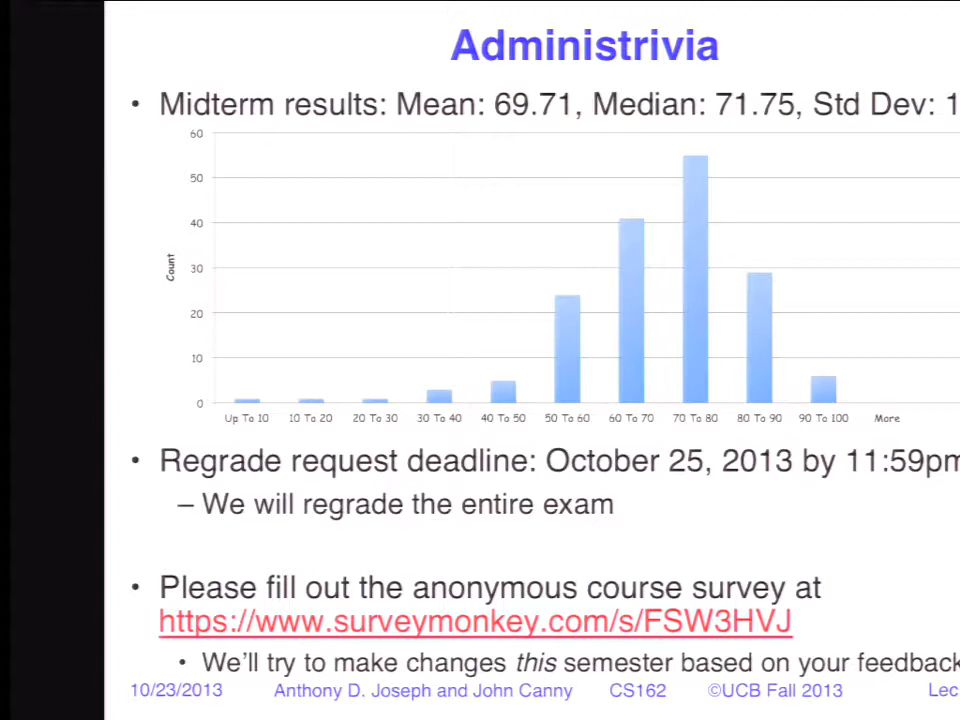 Administrivia
• Midterm results: Mean: 69.71, Median: 71.75, Std Dev: 1
60
50
40
30
20
10
0
Count
Up To 10 10 To 20 20 To 30 30 To 40 40 To 50 50 To 60 60 To 70 70 To 80 80 To 90 90 To 100 More
• Regrade request deadline: October 25, 2013 by 11:59pm
– We will regrade the entire exam
• Please fill out the anonymous course survey at
https://www.surveymonkey.com/s/FSW3HVJ
• We'll try to make changes this semester based on your feedback
10/23/2013 Anthony D. Joseph and John Canny CS162 ©UCB Fall 2013 Lec